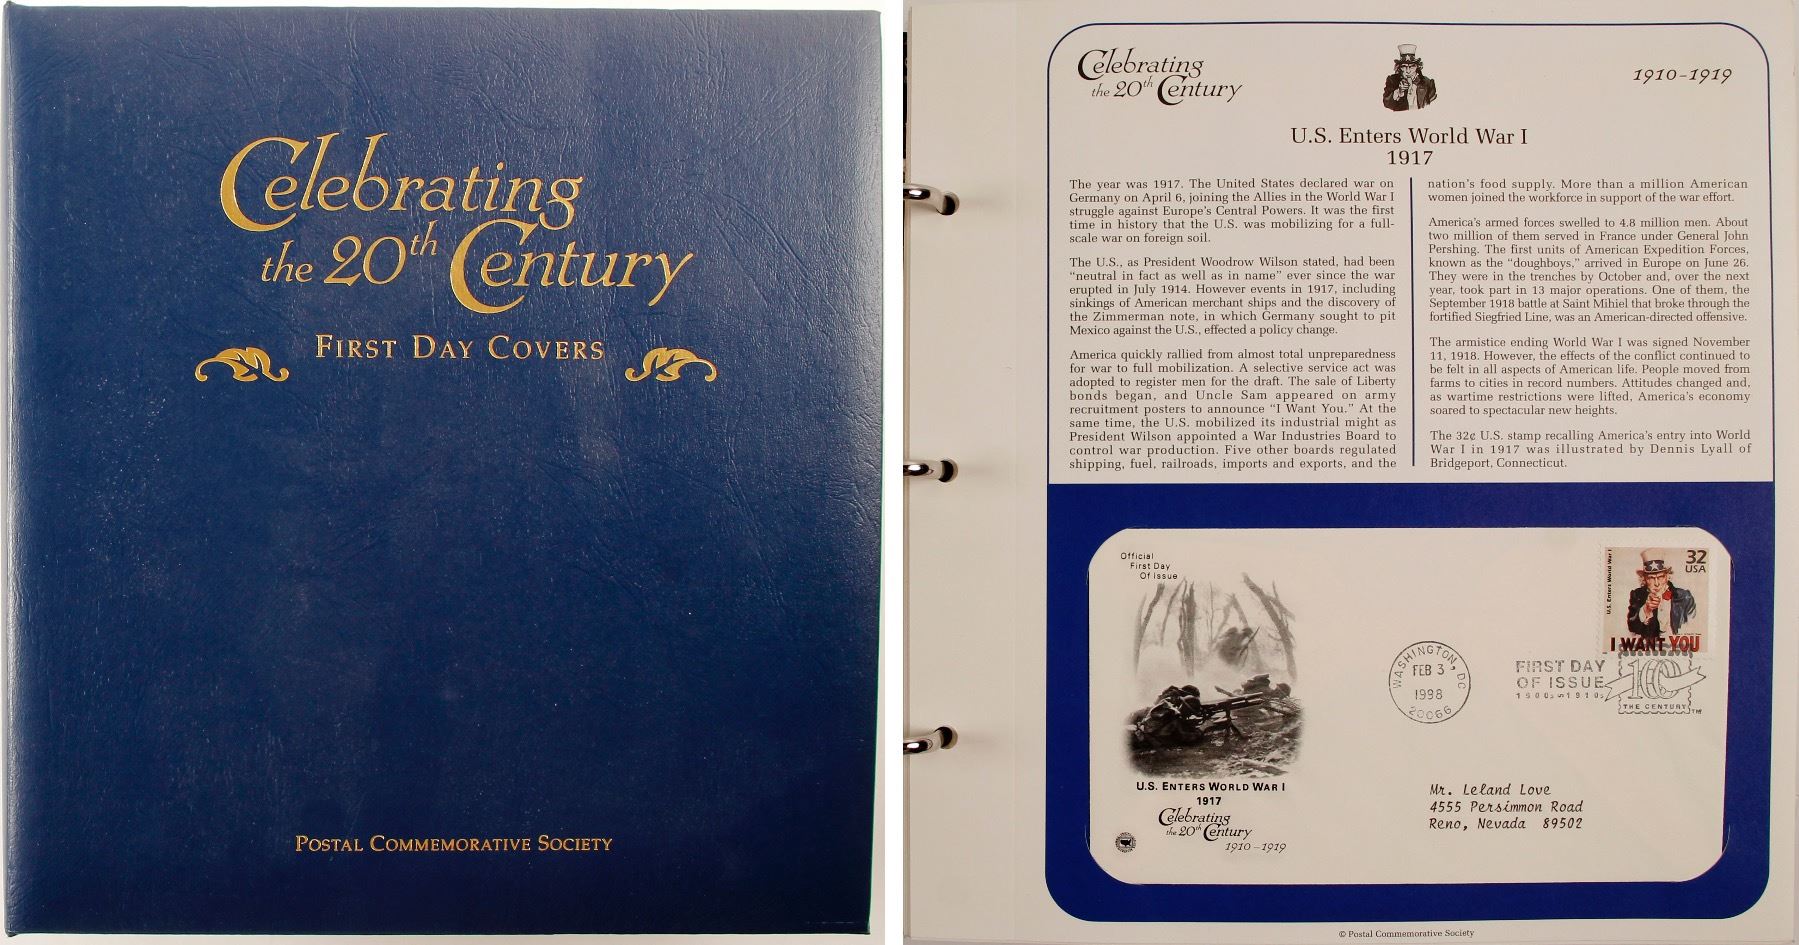 Celebrating
the 20th Century
FIRST DAY COVERS
POSTAL COMMEMORATIVE SOCIETY
Celebrating
the 20th Century
1910-1919
U.S. Enters World War I
1917
The year was 1917. The United States declared war on
Germany on April 6, joining the Allies in the World War I
struggle against Europe's Central Powers. It was the first
time in history that the U.S. was mobilizing for a full-
scale war on foreign soil.
The U.S., as President Woodrow Wilson stated, had been
"neutral in fact as well as in name" ever since the war
erupted in July 1914. However events in 1917, including
sinkings of American merchant ships and the discovery of
the Zimmerman note, in which Germany sought to pit
Mexico against the U.S., effected a policy change.
America quickly rallied from almost total unpreparedness
for war to full mobilization. A selective service act was
adopted to register men for the draft. The sale of Liberty
bonds began, and Uncle Sam appeared on army
recruitment posters to announce "I Want You." At the
same time, the U.S. mobilized its industrial might as
President Wilson appointed a War Industries Board to
control war production. Five other boards regulated
shipping, fuel, railroads, imports and exports, and the
nation's food supply. More than a million American
women joined the workforce in support of the war effort.
America's armed forces swelled to 4.8 million men. About
two million of them served in France under General John
Pershing. The first units of American Expedition Forces,
known as the "doughboys," arrived in Europe on June 26.
They were in the trenches by October and, over the next
year, took part in 13 major operations. One of them, the
September 1918 battle at Saint Mihiel that broke through the
fortified Siegfried Line, was an American-directed offensive.
The armistice ending World War I was signed November
11, 1918. However, the effects of the conflict continued to
be felt in all aspects of American life. People moved from
farms to cities in record numbers. Attitudes changed and,
as wartime restrictions were lifted, America's economy
soared to spectacular new heights.
The 32¢ U.S. stamp recalling America's entry into World
War I in 1917 was illustrated by Dennis Lyall of
Bridgeport, Connecticut.
Official
First Day
Of Issue
U.S. Enters World War I
32
USA
I WANT YOU
WASHINGTON, DC
FEB 3
1998
20066
FIRST DAY
OF ISSUE
1900s 1910s
100
THE CENTURY
TM
U.S. ENTERS WORLD WAR I
1917
Celebrating
the 20th Century
1910-1919
Mr. Leland Love
4555 Persimmon Road
Reno, Nevada 89502
© Postal Commemorative Society